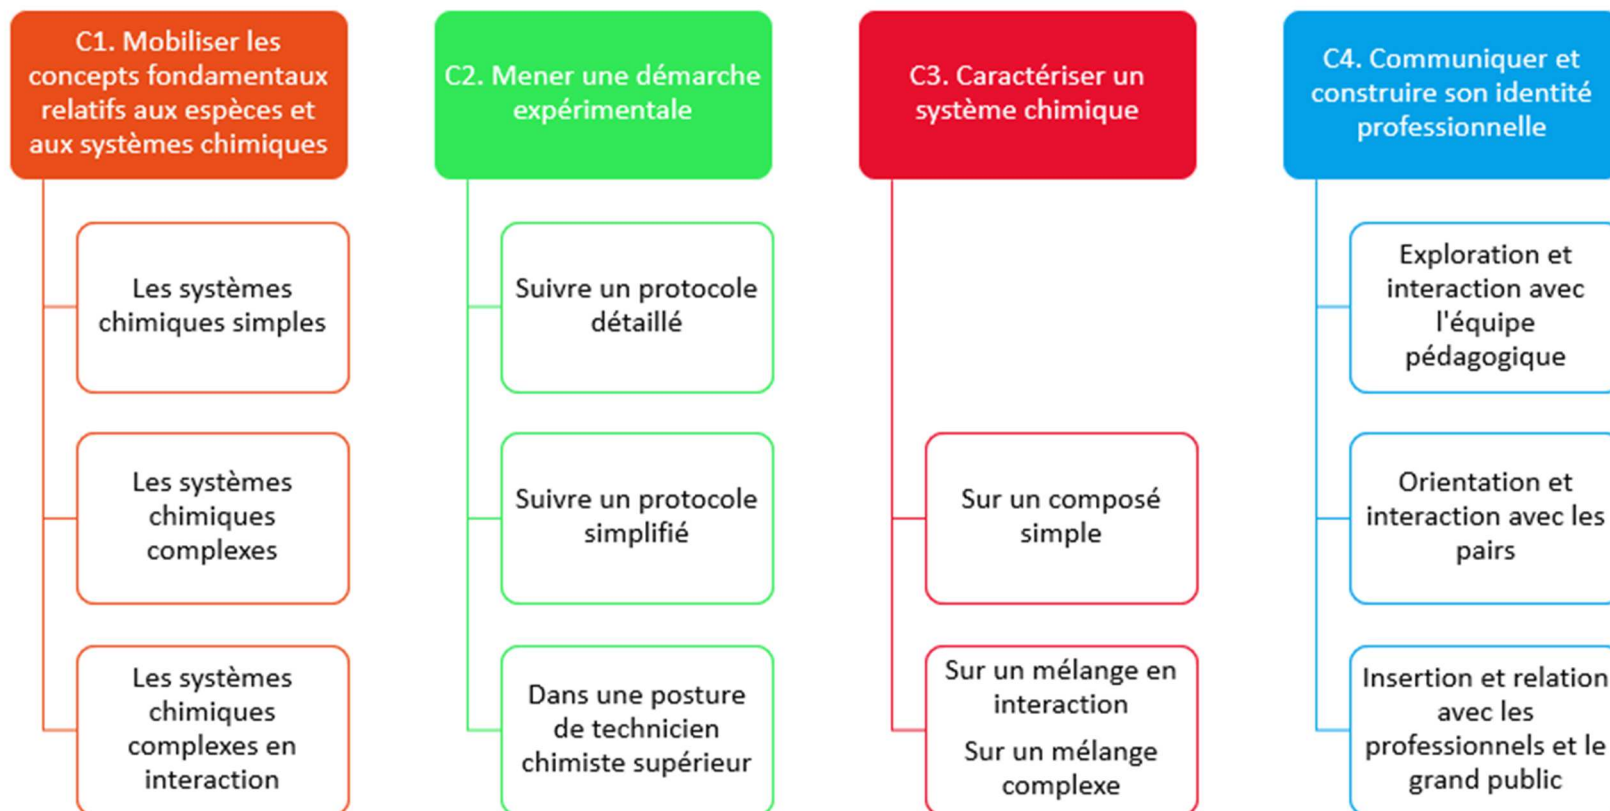 C1. Mobiliser les
concepts fondamentaux
relatifs aux espèces et
aux systèmes chimiques
Les systèmes
chimiques simples
Les systèmes
chimiques
complexes
Les systèmes
chimiques
complexes en
interaction
C2. Mener une démarche
expérimentale
Suivre un protocole
détaillé
Suivre un protocole
simplifié
Dans une posture
de technicien
chimiste supérieur
C3. Caractériser un
système chimique
Sur un composé
simple
Sur un mélange en
interaction
Sur un mélange
complexe
C4. Communiquer et
construire son identité
professionnelle
Exploration et
interaction avec
l'équipe
pédagogique
Orientation et
interaction avec les
pairs
Insertion et relation
avec les
professionnels et le
grand public